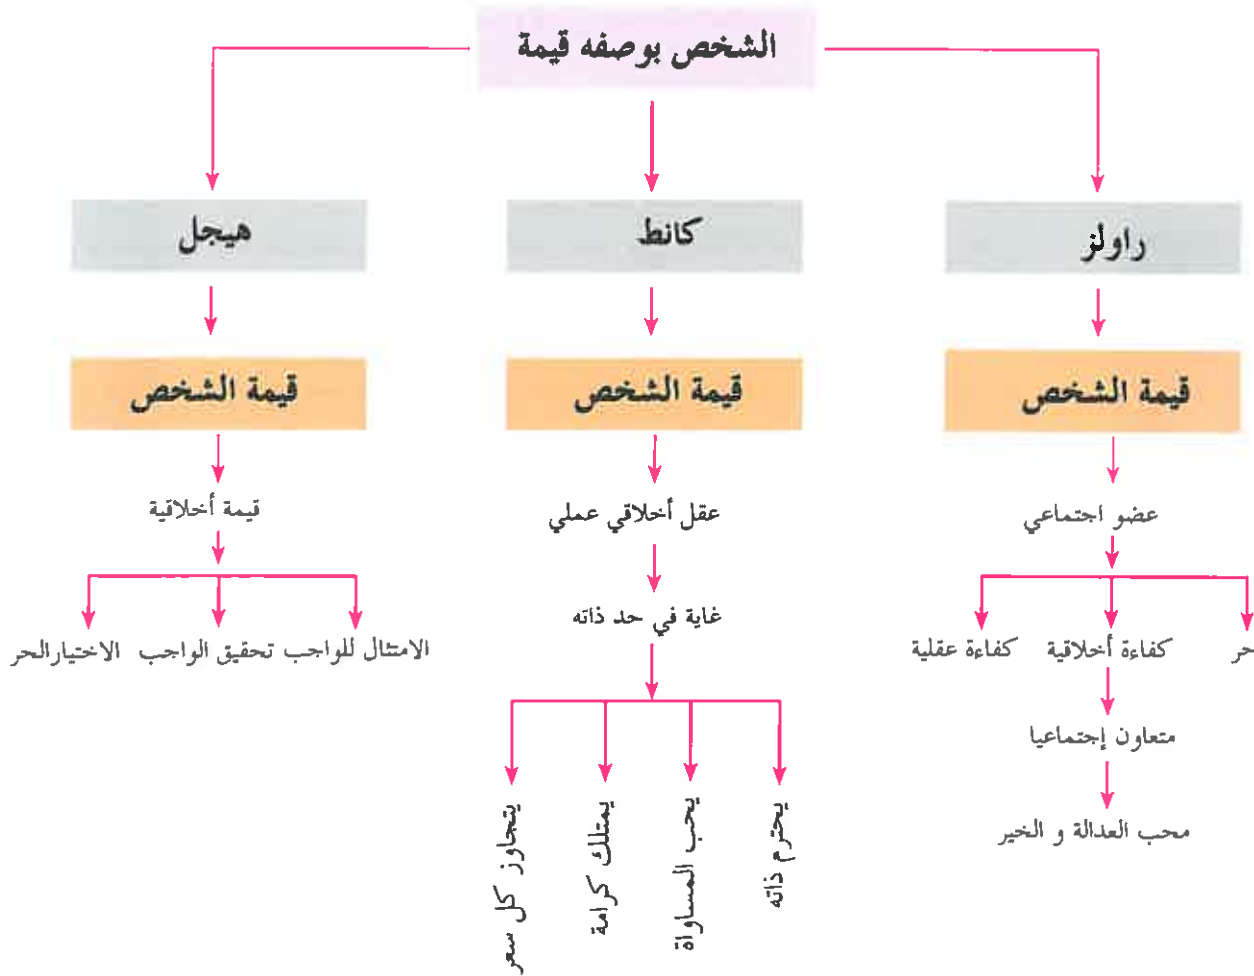 الشخص بوصفه قيمة
راولز
كانط
هيجل
قيمة الشخص
قيمة الشخص
قيمة الشخص
عضو اجتماعي
عقل أخلاقي عملي
قيمة أخلاقية
حر
كفاءة أخلاقية
كفاءة عقلية
غاية في حد ذاته
الامتثال للواجب
تحقيق الواجب
الاختيارالحر
متعاون إجتماعيا
محب العدالة و الخير
يحترم ذاته
يحب المساواة
يمتلك كرامة
يتجاوز كل سعر